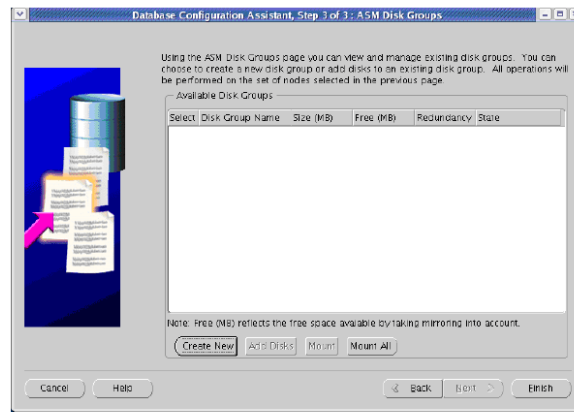 Database Configuration Assistant, Step 3 of 3 : ASM Disk Groups
Using the ASM Disk Groups page you can view and manage existing disk groups. You can
choose to create a new disk group or add disks to an existing disk group. All operations will
be performed on the set of nodes selected in the previous page.
Available Disk Groups
Select Disk Group Name Size (MB) Free (MB) Redundancy State
Note: Free (MB) reflects the free space available by taking mirroring into account.
Create New Add Disks Mount Mount All
Cancel Help Back Next Finish